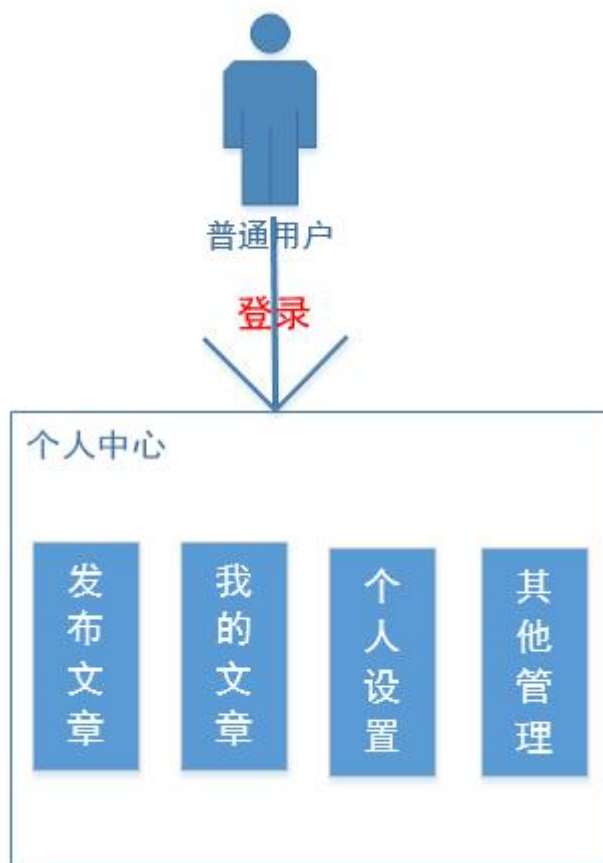 普通用户
登录
个人中心
发布文章
我的文章
个人设置
其他管理